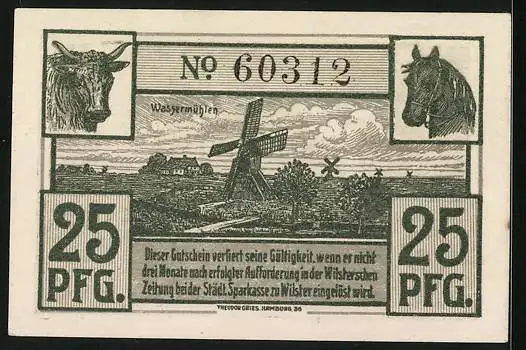 Nº 60312
Wassermühlen
25 PFG.
25 PFG.
Dieser Gutschein verliert seine Gültigkeit, wenn er nicht
drei Monate nach erfolgter Aufforderung in der Wilsterschen
Zeitung bei der Städt. Sparkasse zu Wilster eingelöst wird.
THEODOR GRIES, HAMBURG, 36